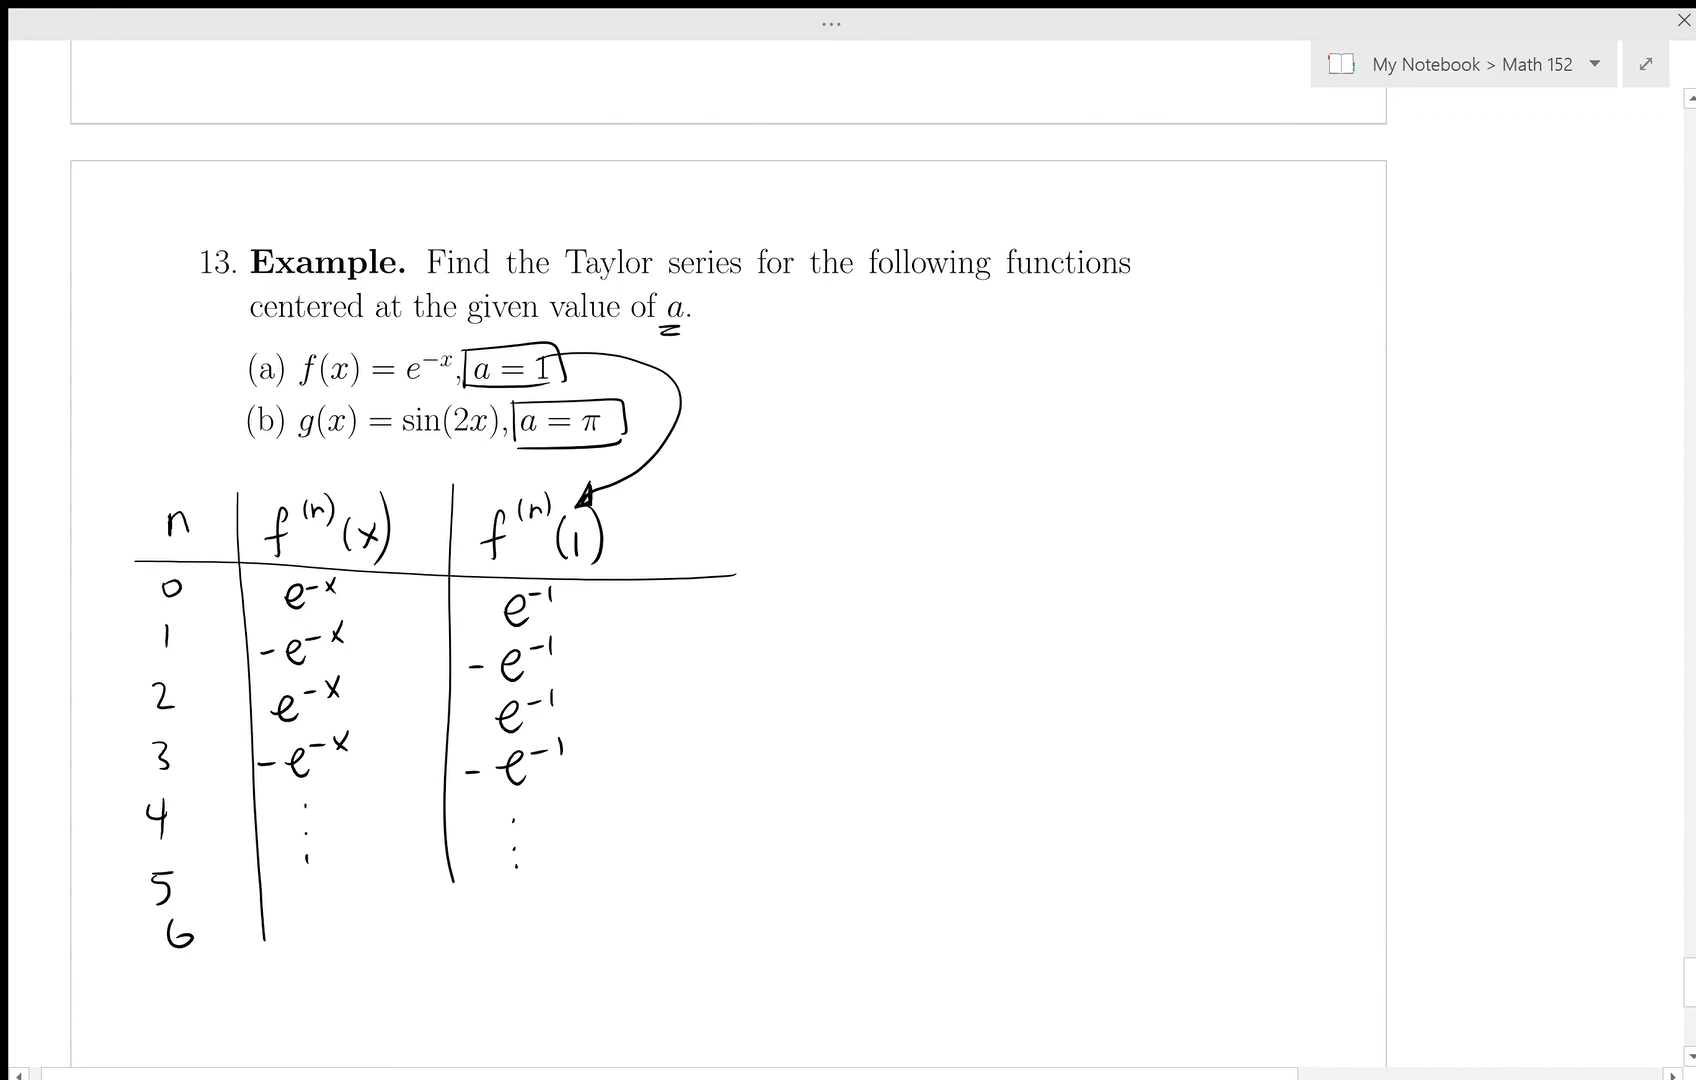 ...
My Notebook > Math 152
13. Example. Find the Taylor series for the following functions
centered at the given value of a.
(a) f(x) = e^{-x}, a = 1
(b) g(x) = sin(2x), a = π
n f^{(n)}(x) f^{(n)}(1)
0 e^{-x} e^{-1}
1 -e^{-x} -e^{-1}
2 e^{-x} e^{-1}
3 -e^{-x} -e^{-1}
4 ⋮ ⋮
5
6